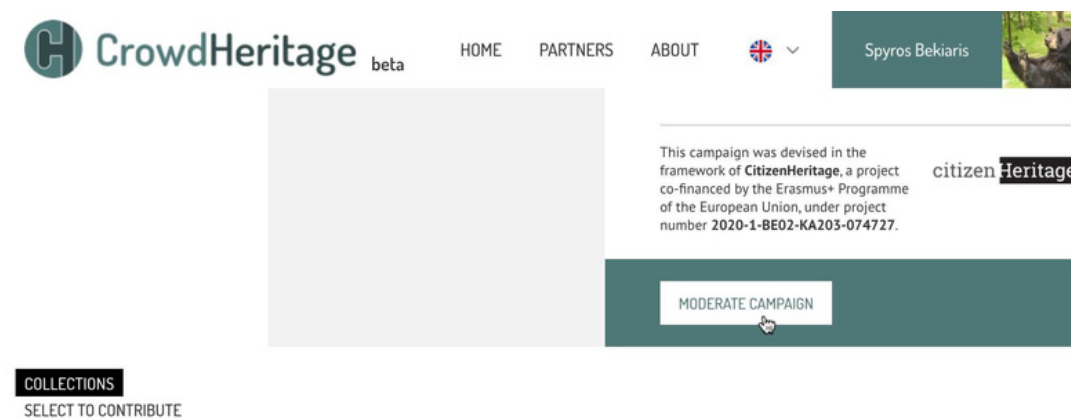 CrowdHeritage beta
HOME PARTNERS ABOUT Spyros Bekiaris
This campaign was devised in the
framework of CitizenHeritage, a project
co-financed by the Erasmus+ Programme
of the European Union, under project
number 2020-1-BE02-KA203-074727.
citizenHeritage
MODERATE CAMPAIGN
COLLECTIONS
SELECT TO CONTRIBUTE